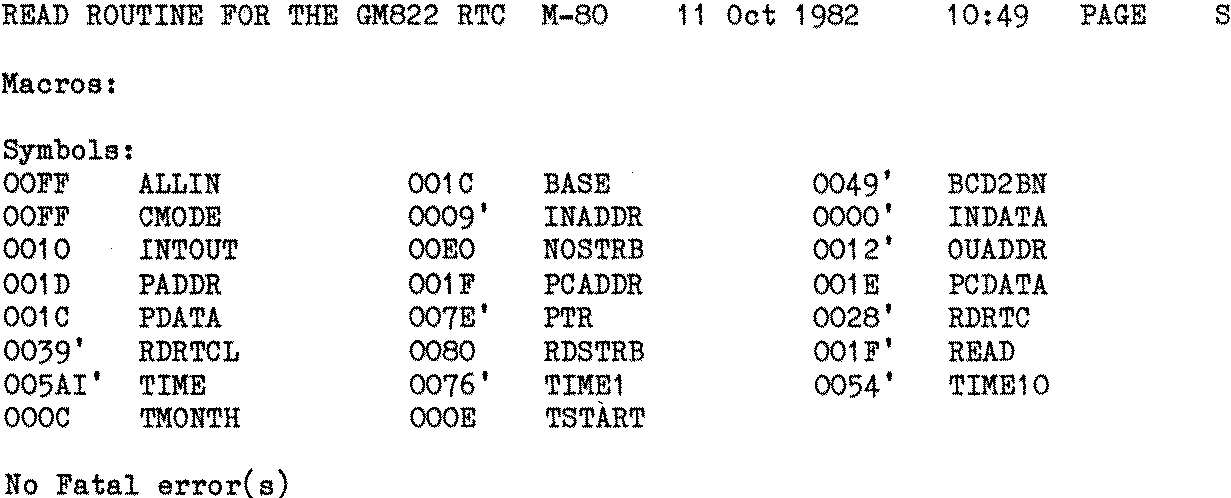 READ ROUTINE FOR THE GM822 RTC M-80 11 Oct 1982 10:49 PAGE S
Macros:
Symbols:
00FF ALLIN 001C BASE 0049' BCD2BN
00FF CMODE 0009' INADDR 0000' INDATA
0010 INTOUT 00E0 NOSTRB 0012' OUADDR
001D PADDR 001F PCADDR 001E PCDATA
001C PDATA 007E' PTR 0028' RDRTC
0039' RDRTCL 0080 RDSTRB 001F' READ
005AI' TIME 0076' TIME1 0054' TIME10
000C TMONTH 000E TSTART
No Fatal error(s)